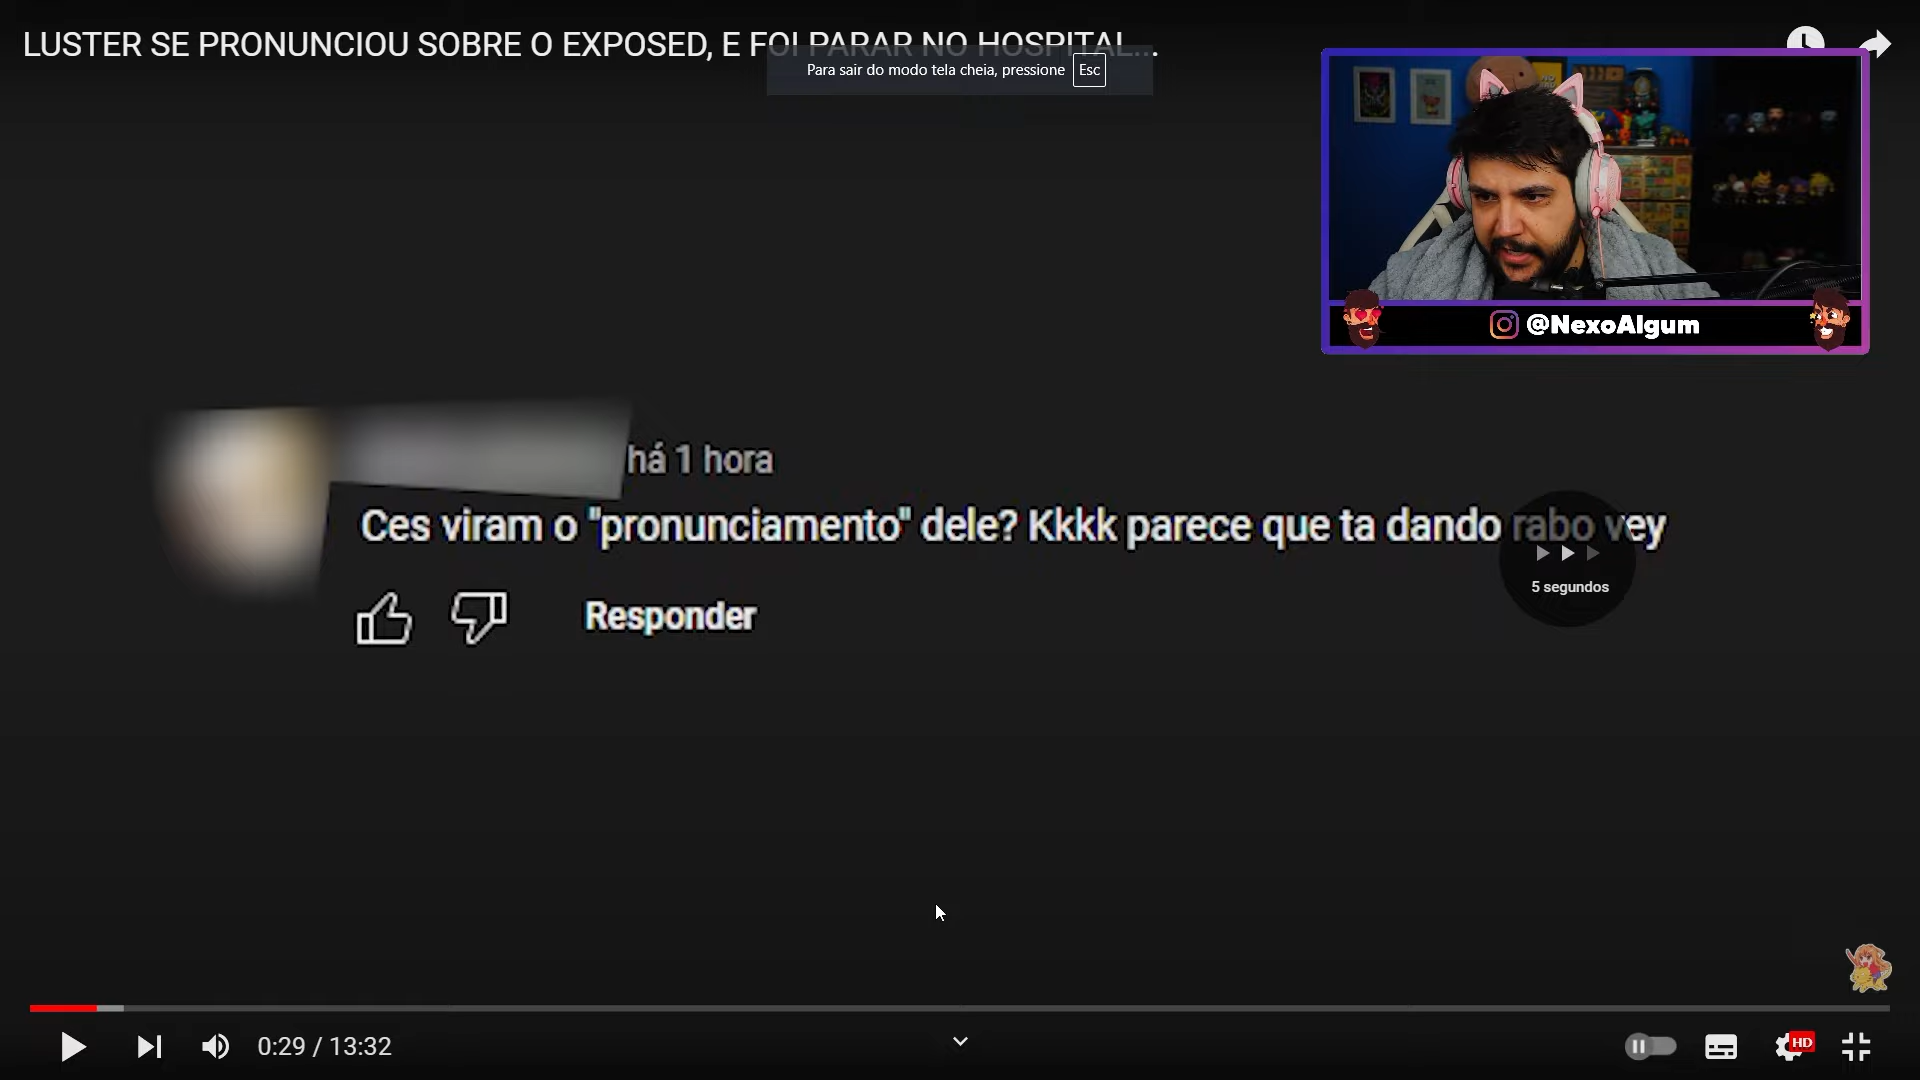 LUSTER SE PRONUNCIOU SOBRE O EXPOSED, E FOI PARAR NO HOSPITAL...
Para sair do modo tela cheia, pressione Esc
@NexoAlgum
há 1 hora
Ces viram o "pronunciamento" dele? Kkkk parece que ta dando rabo vey
5 segundos
Responder
0:29 / 13:32
HD